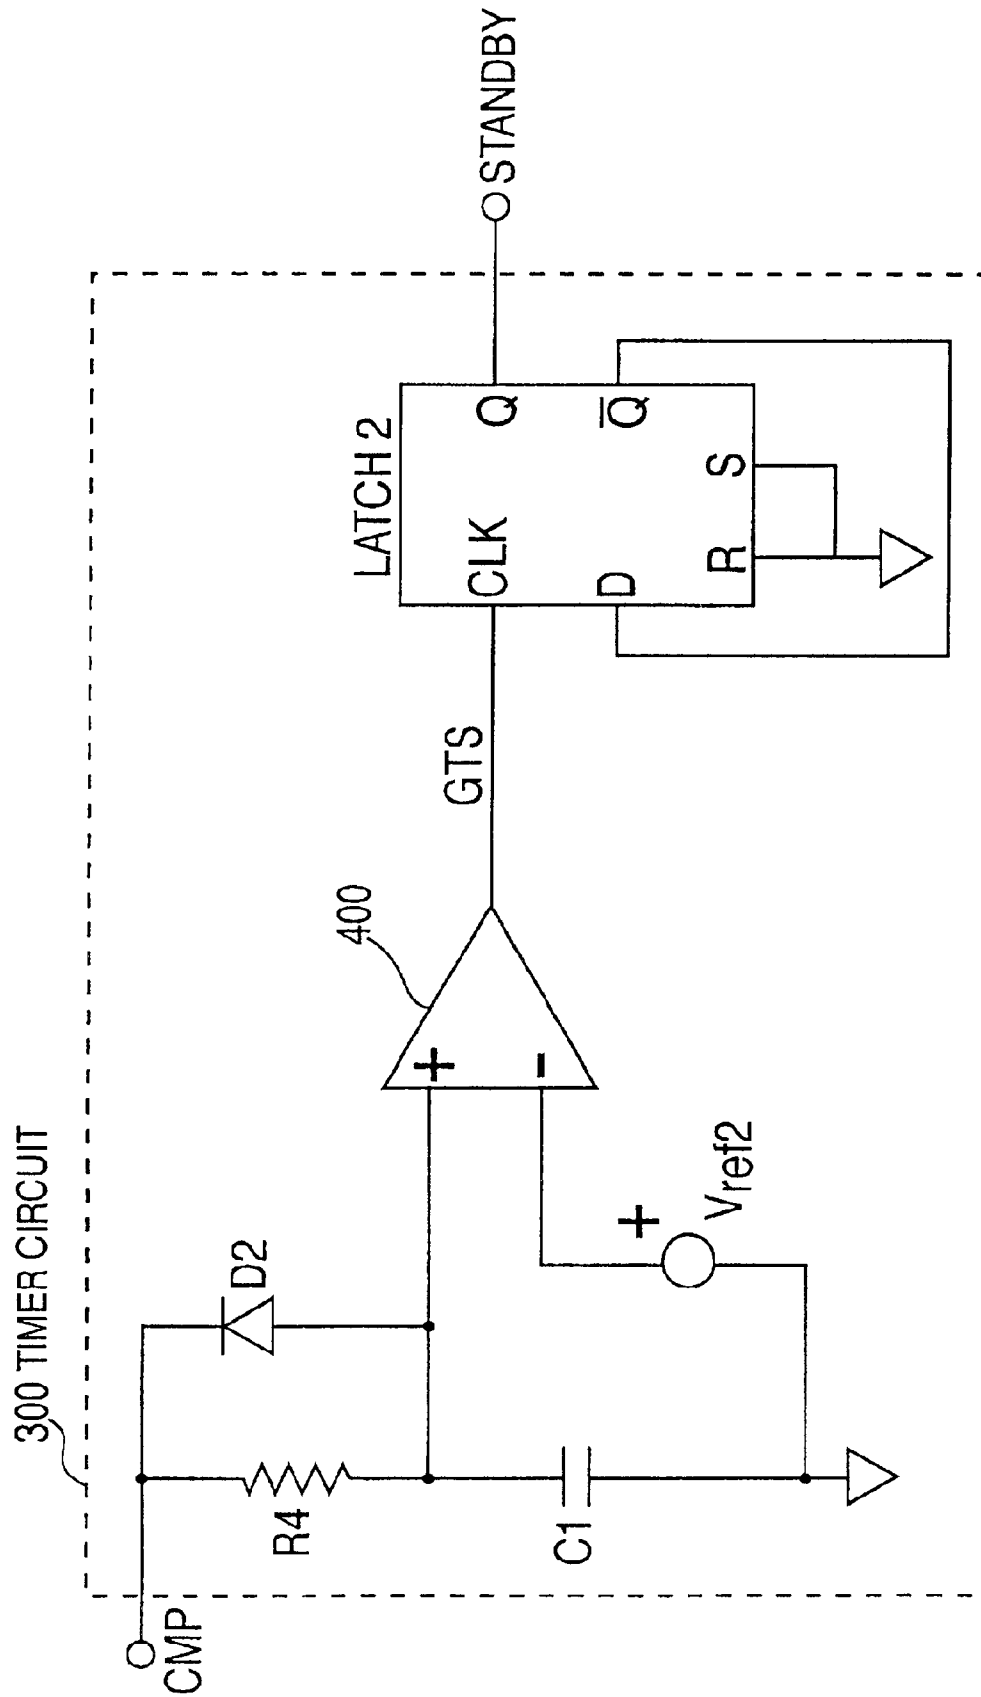 300 TIMER CIRCUIT
CMP
R4
D2
C1
+
Vref2
400
+
−
GTS
LATCH 2
CLK
Q
D
Q̅
R
S
STANDBY